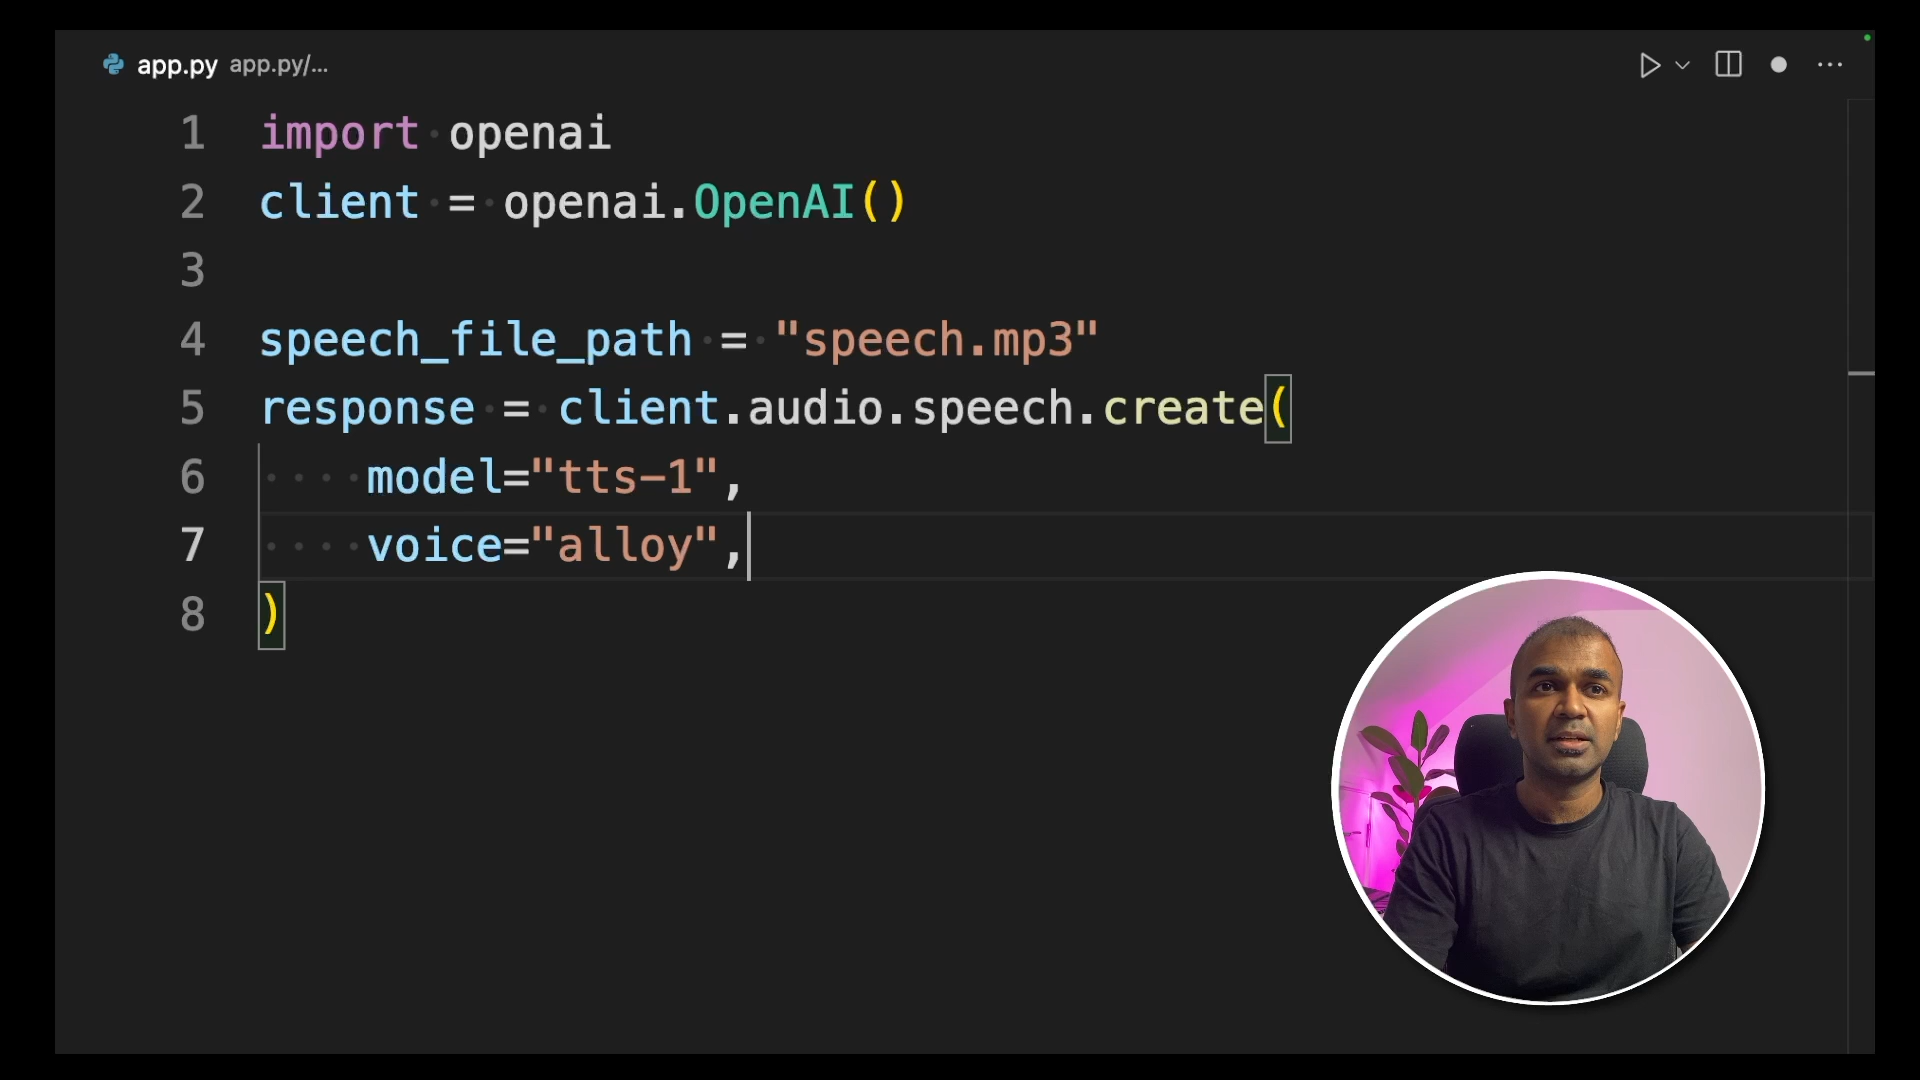 app.py app.py/...
1 import openai
2 client = openai.OpenAI()
3
4 speech_file_path = "speech.mp3"
5 response = client.audio.speech.create(
6     model="tts-1",
7     voice="alloy",
8 )